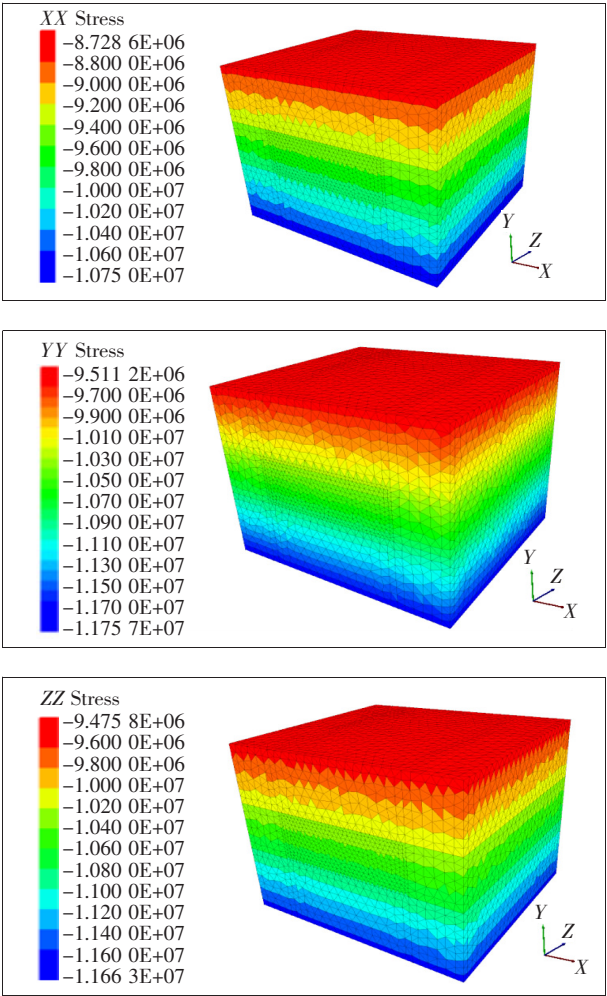 XX Stress
−8.728 6E+06
−8.800 0E+06
−9.000 0E+06
−9.200 0E+06
−9.400 0E+06
−9.600 0E+06
−9.800 0E+06
−1.000 0E+07
−1.020 0E+07
−1.040 0E+07
−1.060 0E+07
−1.075 0E+07
Y
Z
X
YY Stress
−9.511 2E+06
−9.700 0E+06
−9.900 0E+06
−1.010 0E+07
−1.030 0E+07
−1.050 0E+07
−1.070 0E+07
−1.090 0E+07
−1.110 0E+07
−1.130 0E+07
−1.150 0E+07
−1.170 0E+07
−1.175 7E+07
Y
Z
X
ZZ Stress
−9.475 8E+06
−9.600 0E+06
−9.800 0E+06
−1.000 0E+07
−1.020 0E+07
−1.040 0E+07
−1.060 0E+07
−1.080 0E+07
−1.100 0E+07
−1.120 0E+07
−1.140 0E+07
−1.160 0E+07
−1.166 3E+07
Y
Z
X